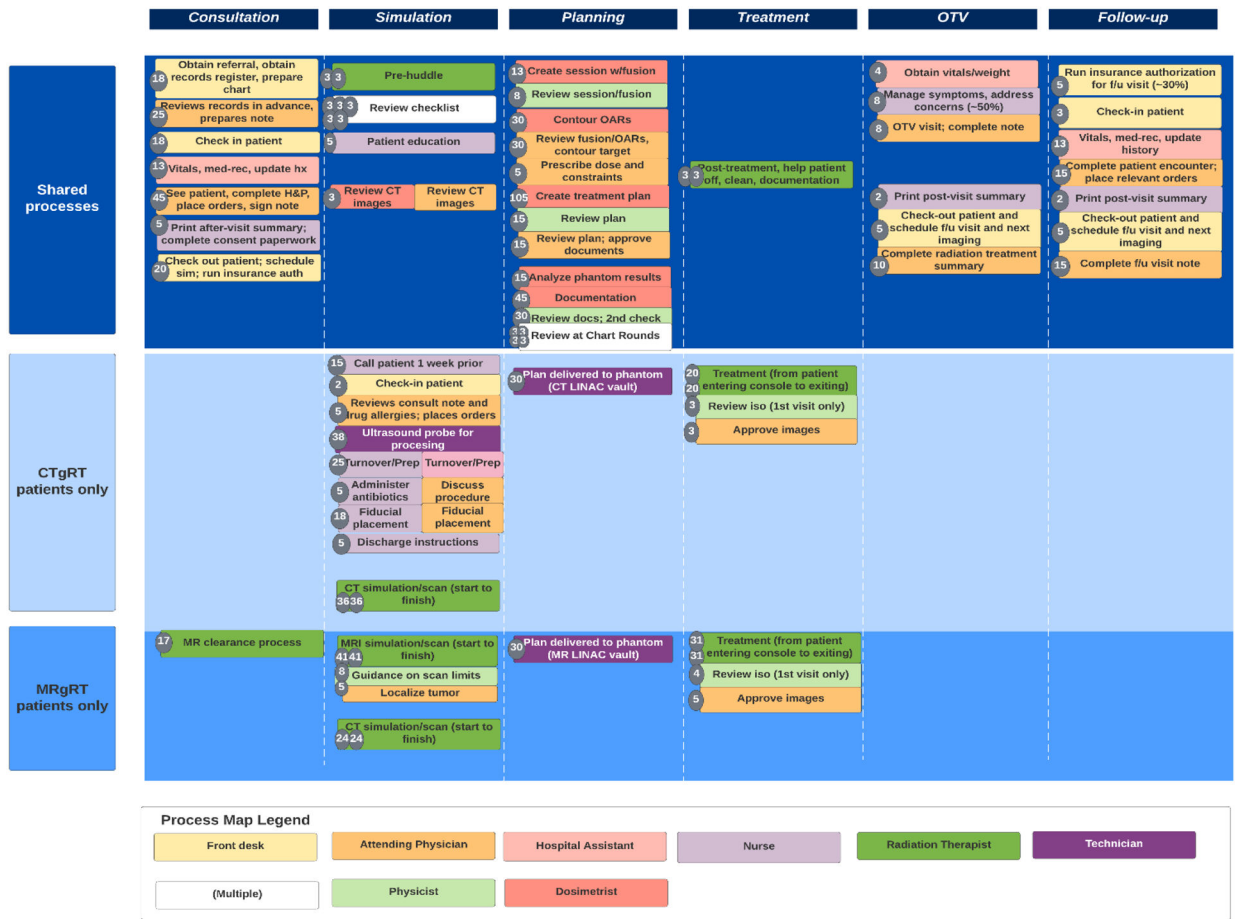 Consultation
Simulation
Planning
Treatment
OTV
Follow-up
Shared
processes
18
Obtain referral, obtain
records register, prepare
chart
25
Reviews records in advance,
prepares note
18
Check in patient
13
Vitals, med-rec, update hx
45
See patient, complete H&P,
place orders, sign note
5
Print after-visit summary;
complete consent paperwork
20
Check out patient; schedule
sim; run insurance auth
3 3
Pre-huddle
3 3 3
3 3
Review checklist
5
Patient education
3
Review CT
images
Review CT
images
13
Create session w/fusion
8
Review session/fusion
30
Contour OARs
30
Review fusion/OARs,
contour target
5
Prescribe dose and
constraints
105
Create treatment plan
15
Review plan
15
Review plan; approve
documents
15
Analyze phantom results
45
Documentation
30
Review docs; 2nd check
3 3
3 3
Review at Chart Rounds
3 3
Post-treatment, help patient
off, clean, documentation
4
Obtain vitals/weight
8
Manage symptoms, address
concerns (~50%)
8
OTV visit; complete note
2
Print post-visit summary
5
Check-out patient and
schedule f/u visit and next
imaging
10
Complete radiation treatment
summary
5
Run insurance authorization
for f/u visit (~30%)
3
Check-in patient
13
Vitals, med-rec, update
history
15
Complete patient encounter;
place relevant orders
2
Print post-visit summary
5
Check-out patient and
schedule f/u visit and next
imaging
15
Complete f/u visit note
CTgRT
patients only
15
Call patient 1 week prior
2
Check-in patient
5
Reviews consult note and
drug allergies; places orders
38
Ultrasound probe for
procesing
25
Turnover/Prep
Turnover/Prep
5
Administer
antibiotics
Discuss
procedure
18
Fiducial
placement
Fiducial
placement
5
Discharge instructions
36 36
CT simulation/scan (start to
finish)
30
Plan delivered to phantom
(CT LINAC vault)
20
20
Treatment (from patient
entering console to exiting)
3
Review iso (1st visit only)
3
Approve images
MRgRT
patients only
17
MR clearance process
41 41
MRI simulation/scan (start to
finish)
8
Guidance on scan limits
5
Localize tumor
24 24
CT simulation/scan (start to
finish)
30
Plan delivered to phantom
(MR LINAC vault)
31
31
Treatment (from patient
entering console to exiting)
4
Review iso (1st visit only)
5
Approve images
Process Map Legend
Front desk
Attending Physician
Hospital Assistant
Nurse
Radiation Therapist
Technician
(Multiple)
Physicist
Dosimetrist